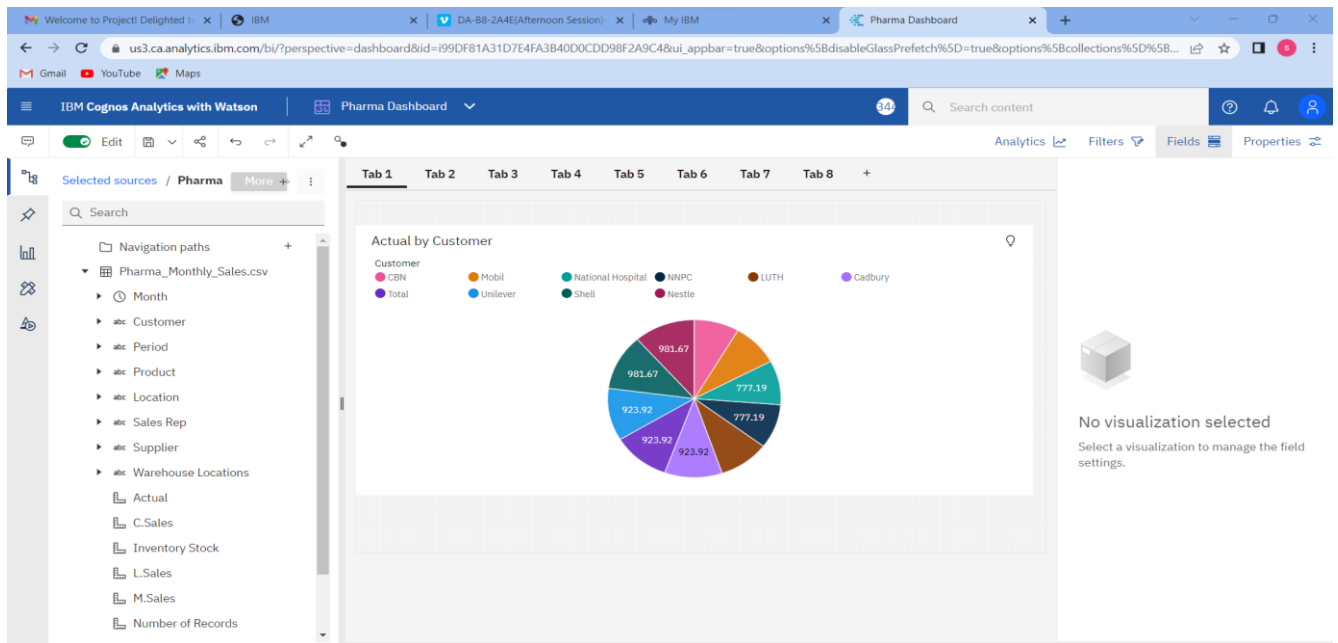 Welcome to Project! Delighted t
IBM
DA-B8-2A4E(Afternoon Session)
My IBM
Pharma Dashboard
us3.ca.analytics.ibm.com/bi/?perspective=dashboard&id=i99DF81A31D7E4FA3B40D0CDD98F2A9C4&ui_appbar=true&options%5BdisableGlassPrefetch%5D=true&options%5Bcollections%5D%5B...
Gmail YouTube Maps
IBM Cognos Analytics with Watson
Pharma Dashboard
344
Search content
Edit
Analytics Filters Fields Properties
Selected sources / Pharma More +
Search
Navigation paths +
Pharma_Monthly_Sales.csv
Month
abc Customer
abc Period
abc Product
abc Location
abc Sales Rep
abc Supplier
abc Warehouse Locations
Actual
C.Sales
Inventory Stock
L.Sales
M.Sales
Number of Records
Tab 1 Tab 2 Tab 3 Tab 4 Tab 5 Tab 6 Tab 7 Tab 8 +
Actual by Customer
Customer
CBN Mobil National Hospital NNPC LUTH Cadbury
Total Unilever Shell Nestle
981.67
981.67
777.19
923.92
777.19
923.92
923.92
No visualization selected
Select a visualization to manage the field
settings.